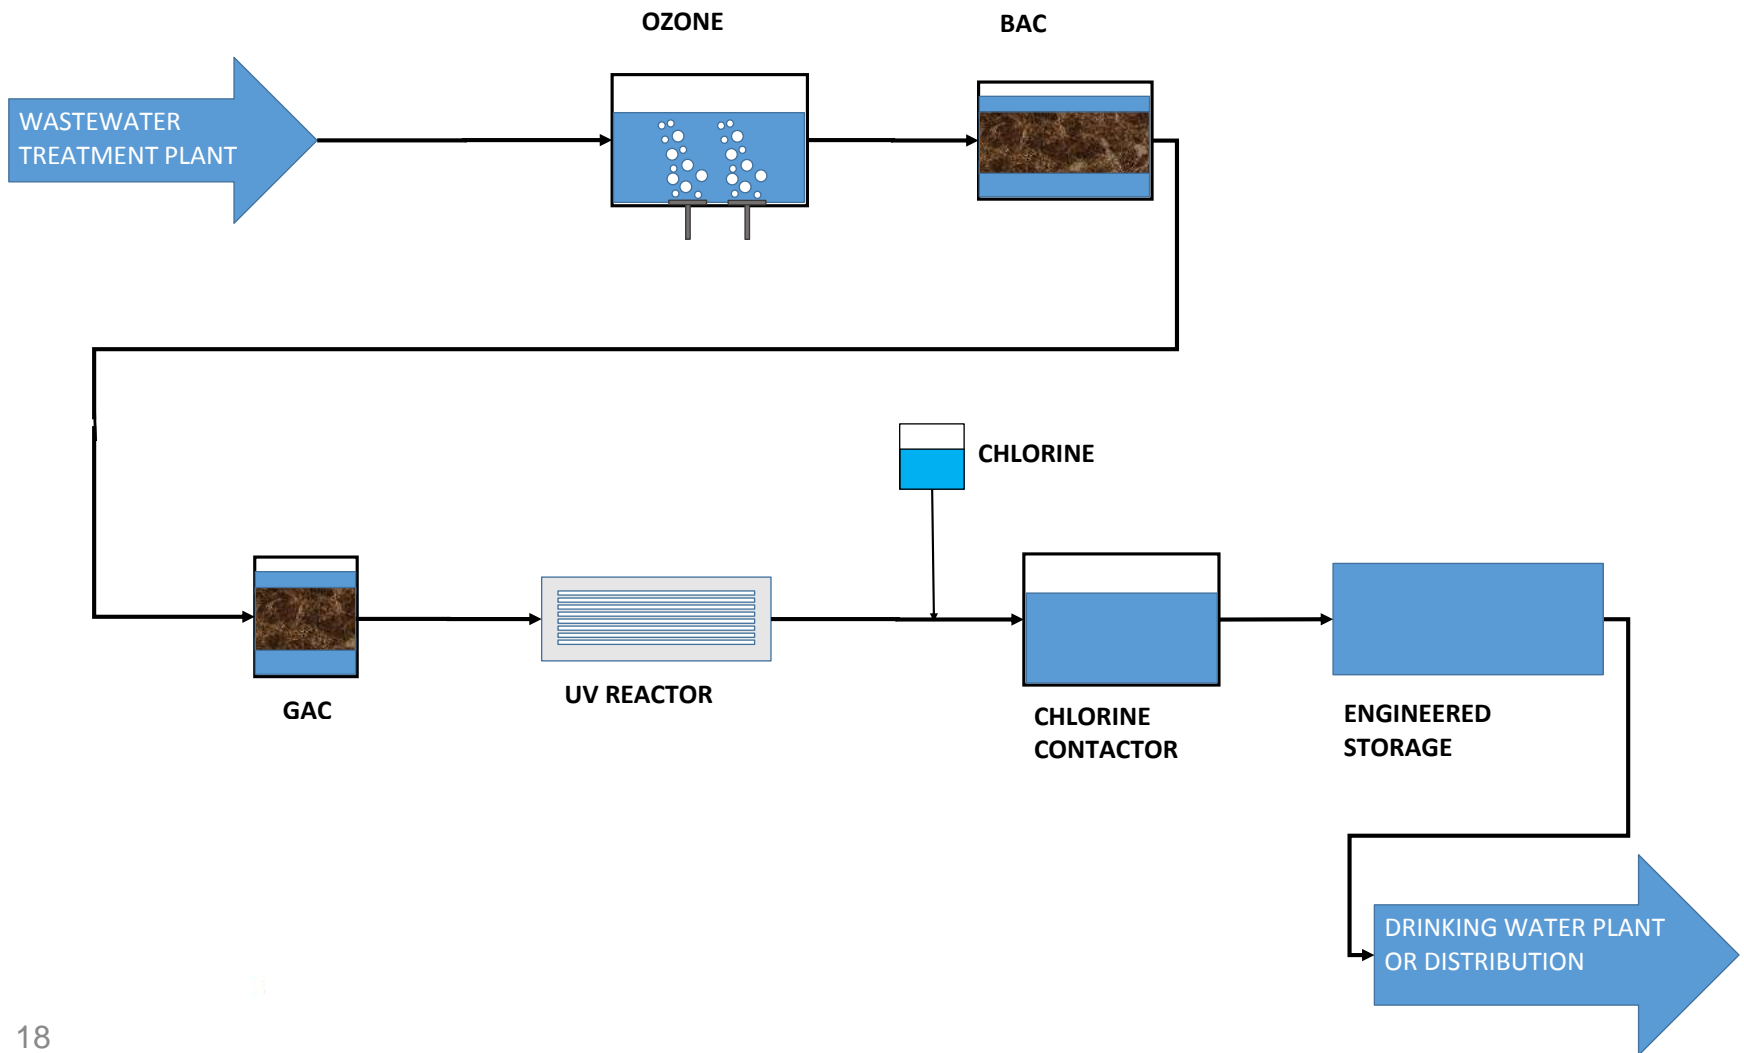 OZONE
BAC
WASTEWATER
TREATMENT PLANT
CHLORINE
GAC
UV REACTOR
CHLORINE
CONTACTOR
ENGINEERED
STORAGE
DRINKING WATER PLANT
OR DISTRIBUTION
18